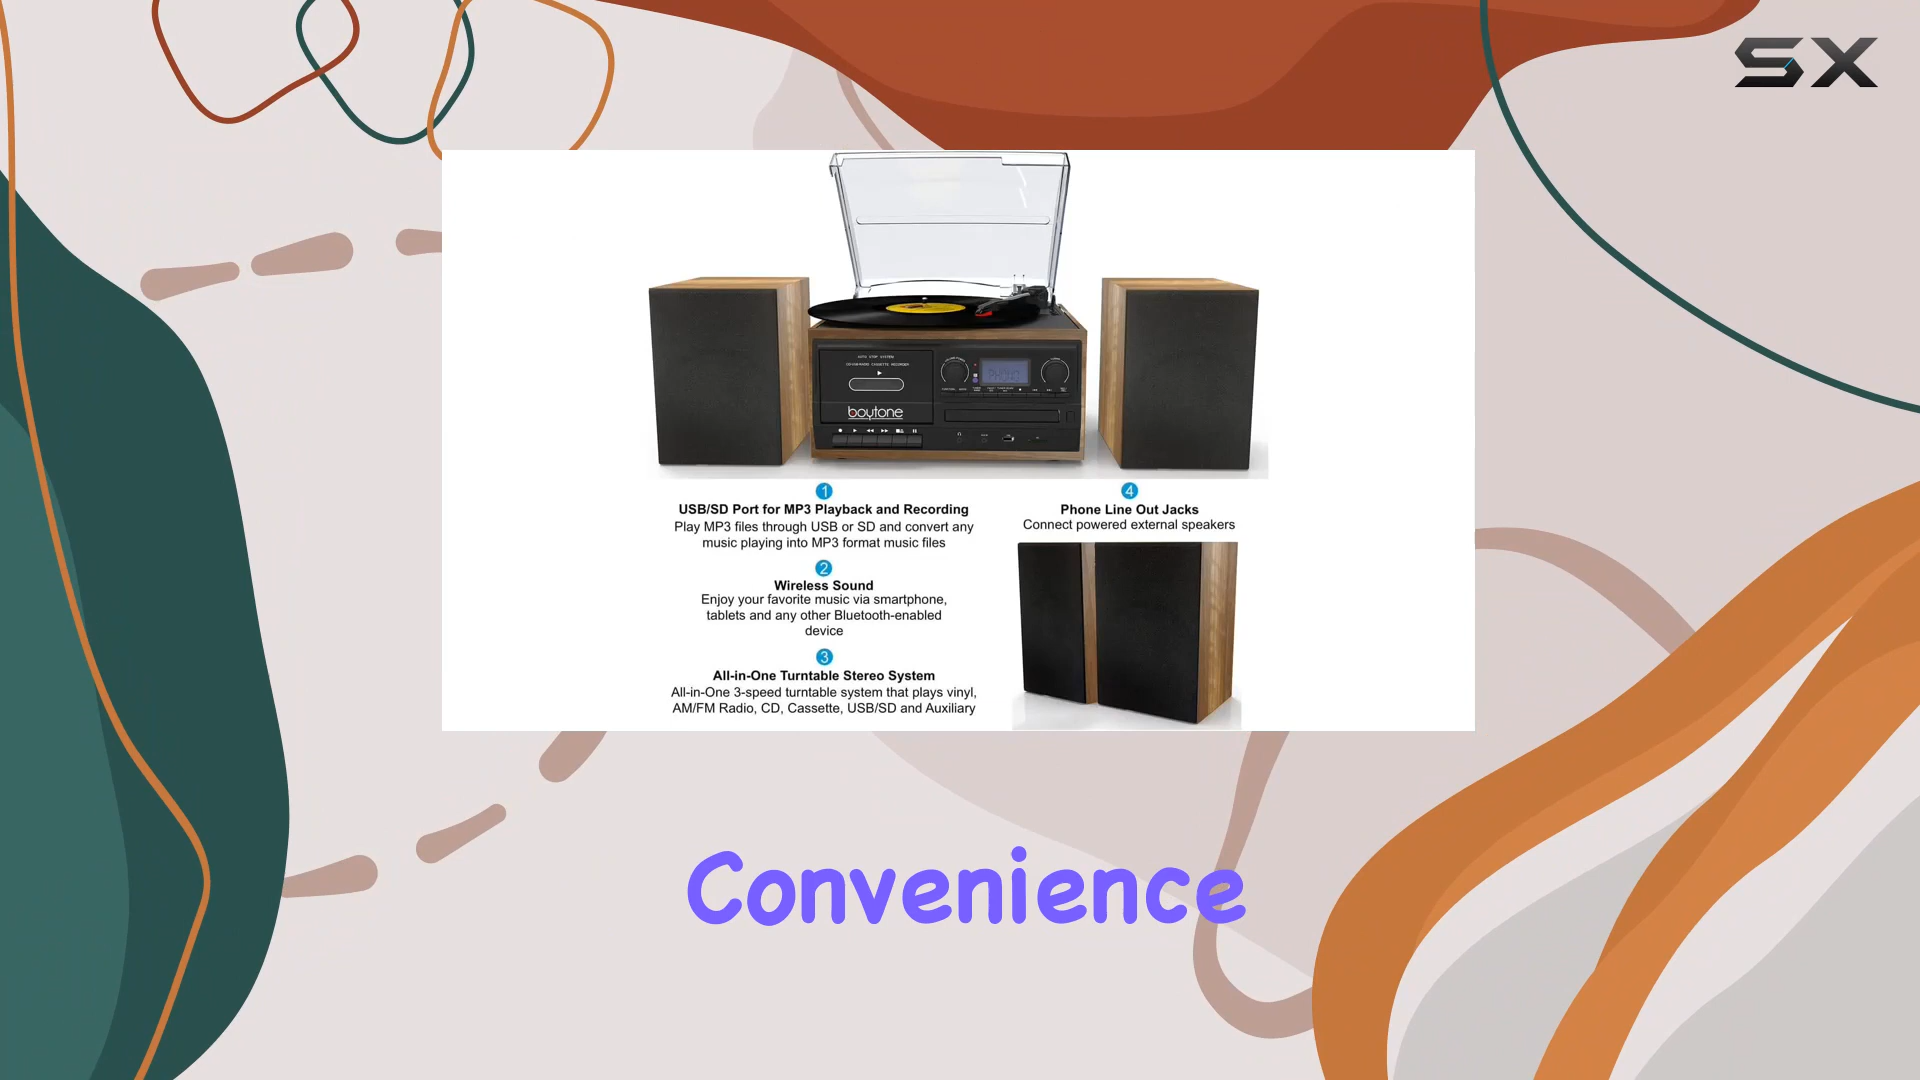 SX
AUTO STOP SYSTEM
boytone
PHONO
1
USB/SD Port for MP3 Playback and Recording
Play MP3 files through USB or SD and convert any
music playing into MP3 format music files
2
Wireless Sound
Enjoy your favorite music via smartphone,
tablets and any other Bluetooth-enabled
device
3
All-in-One Turntable Stereo System
All-in-One 3-speed turntable system that plays vinyl,
AM/FM Radio, CD, Cassette, USB/SD and Auxiliary
4
Phone Line Out Jacks
Connect powered external speakers
Convenience